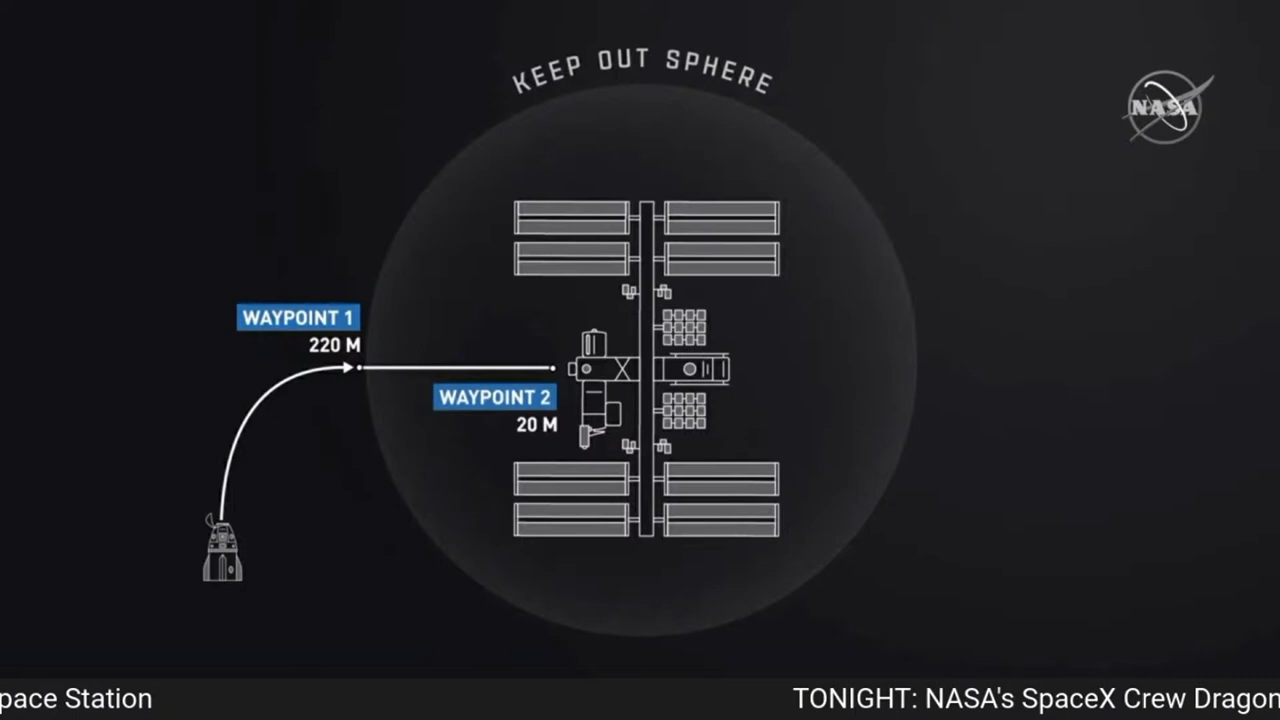 KEEP OUT SPHERE
NASA
WAYPOINT 1
220 M
WAYPOINT 2
20 M
pace Station
TONIGHT: NASA's SpaceX Crew Dragon